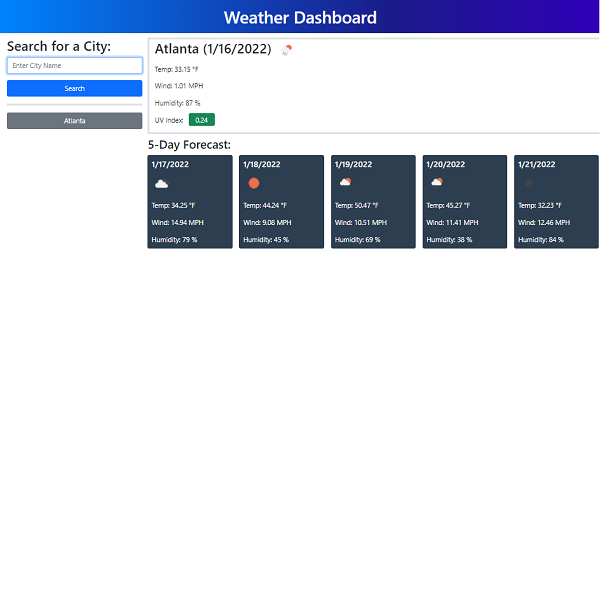 Weather Dashboard
Search for a City:
Enter City Name
Search
Atlanta
Atlanta (1/16/2022)
Temp: 33.15 °F
Wind: 1.01 MPH
Humidity: 87 %
UV Index: 0.24
5-Day Forecast:
1/17/2022
Temp: 34.25 °F
Wind: 14.94 MPH
Humidity: 79 %
1/18/2022
Temp: 44.24 °F
Wind: 9.08 MPH
Humidity: 45 %
1/19/2022
Temp: 50.47 °F
Wind: 10.51 MPH
Humidity: 69 %
1/20/2022
Temp: 45.27 °F
Wind: 11.41 MPH
Humidity: 38 %
1/21/2022
Temp: 32.23 °F
Wind: 12.46 MPH
Humidity: 84 %